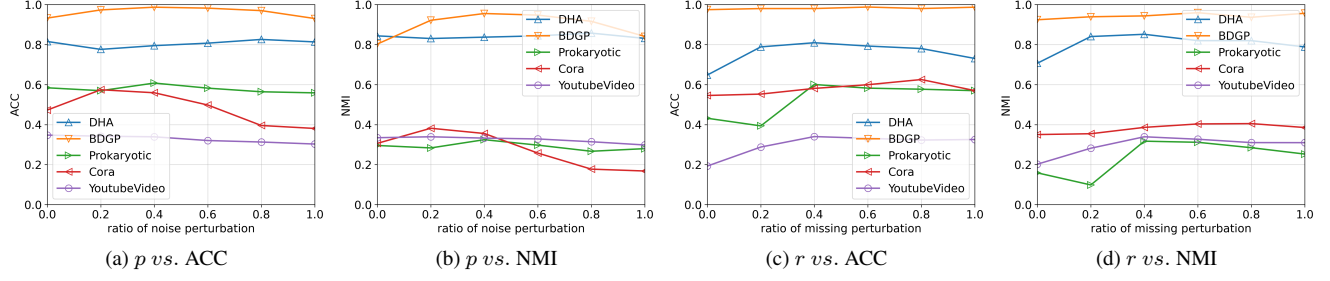 1.0
0.8
0.6
0.4
0.2
0.0
ACC
DHA
BDGP
Prokaryotic
Cora
YoutubeVideo
0.0 0.2 0.4 0.6 0.8 1.0
ratio of noise perturbation
(a) p vs. ACC
1.0
0.8
0.6
0.4
0.2
0.0
NMI
DHA
BDGP
Prokaryotic
Cora
YoutubeVideo
0.0 0.2 0.4 0.6 0.8 1.0
ratio of noise perturbation
(b) p vs. NMI
1.0
0.8
0.6
0.4
0.2
0.0
ACC
DHA
BDGP
Prokaryotic
Cora
YoutubeVideo
0.0 0.2 0.4 0.6 0.8 1.0
ratio of missing perturbation
(c) r vs. ACC
1.0
0.8
0.6
0.4
0.2
0.0
NMI
DHA
BDGP
Prokaryotic
Cora
YoutubeVideo
0.0 0.2 0.4 0.6 0.8 1.0
ratio of missing perturbation
(d) r vs. NMI